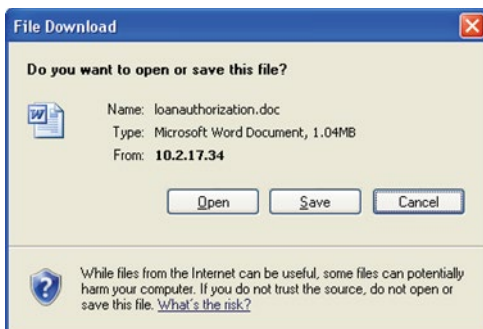 File Download
Do you want to open or save this file?
Name: loanauthorization.doc
Type: Microsoft Word Document, 1.04MB
From: 10.2.17.34
Open Save Cancel
While files from the Internet can be useful, some files can potentially
harm your computer. If you do not trust the source, do not open or
save this file. What's the risk?